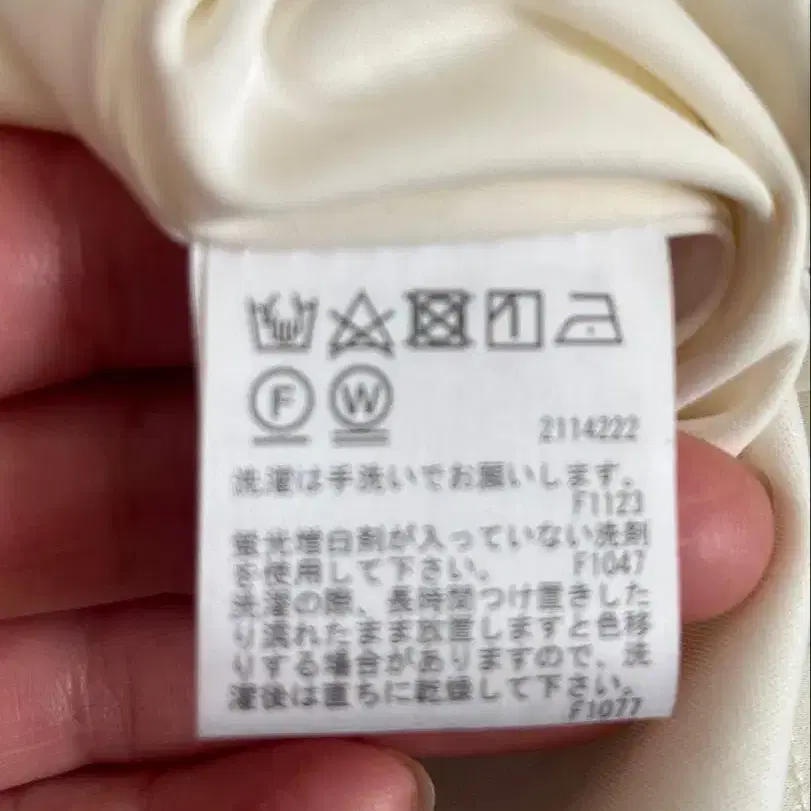 F W
2114222
洗濯は手洗いでお願いします。
F1123
蛍光増白剤が入っていない洗剤
を使用して下さい。 F1047
洗濯の際、長時間つけ置きした
り濡れたまま放置しますと色移
りする場合がありますので、洗
濯後は直ちに乾燥して下さい。
F1077